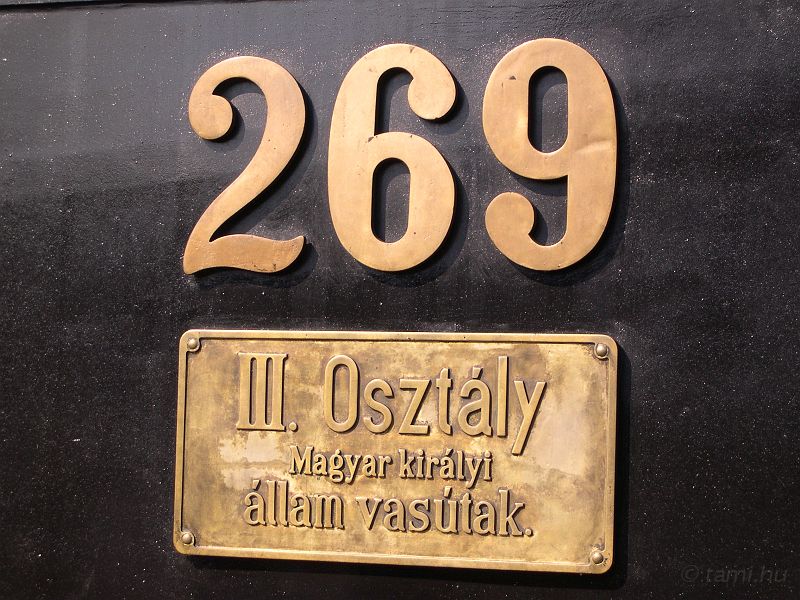 269
III. Osztály
Magyar királyi
állam vasútak.
© tami.hu